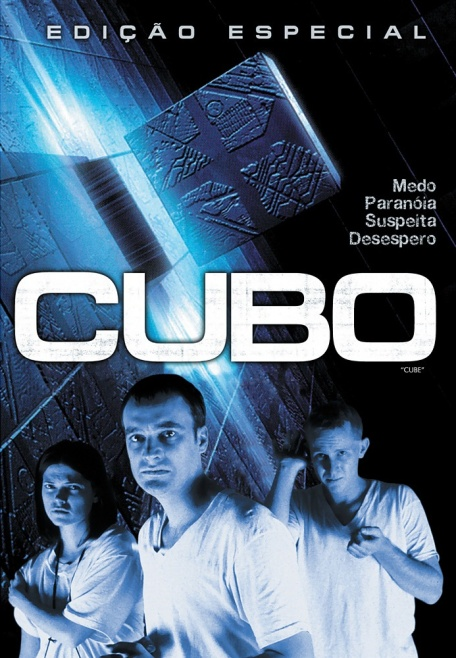 EDIÇÃO ESPECIAL
Medo
Paranóia
Suspeita
Desespero
CUBO
"CUBE"